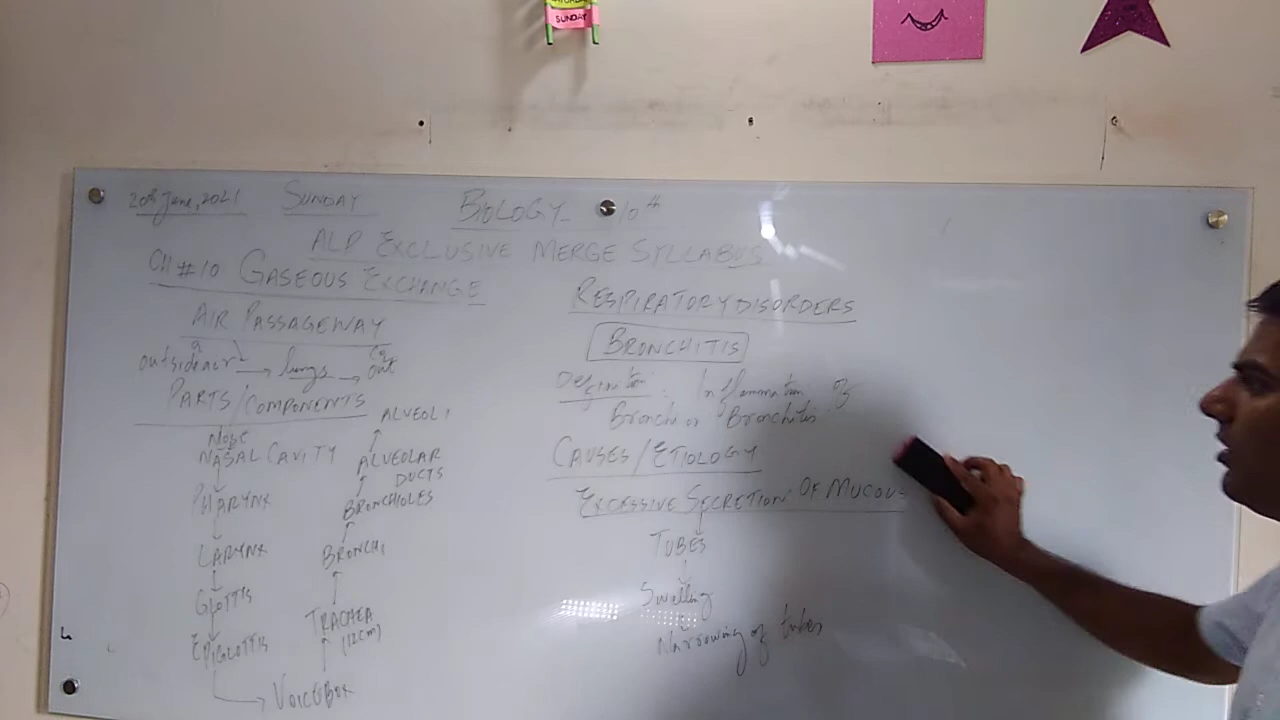 SATURDAY
SUNDAY
20th June, 2021 SUNDAY BIOLOGY 10th
ALP EXCLUSIVE MERGE SYLLABUS
CH#10 GASEOUS EXCHANGE
AIR PASSAGEWAY
outside air → lungs → out
PARTS/COMPONENTS
NOSE
NASAL CAVITY
PHARYNX
LARYNX
GLOTTIS
EPIGLOTTIS
VOICEBOX
TRACHEA
(12cm)
BRONCHI
BRONCHIOLES
ALVEOLAR
DUCTS
ALVEOLI
RESPIRATORY DISORDERS
BRONCHITIS
Definition: Inflammation of
Bronchi or Bronchitis
CAUSES/ETIOLOGY
EXCESSIVE SECRETION OF MUCOUS
TUBES
Swelling
Narrowing of tubes